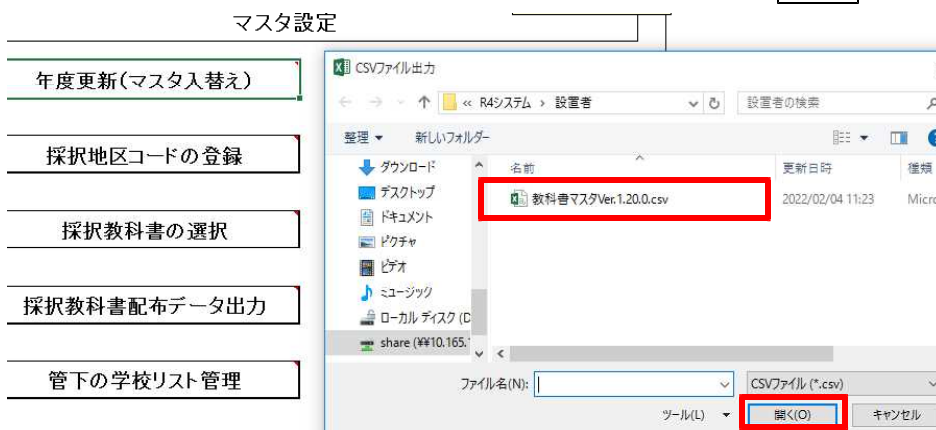 マスタ設定
年度更新(マスタ入替え)
採択地区コードの登録
採択教科書の選択
採択教科書配布データ出力
管下の学校リスト管理
CSVファイル出力
« R4システム › 設置者
設置者の検索
整理 新しいフォルダー
名前 更新日時 種類
教科書マスタVer.1.20.0.csv 2022/02/04 11:23 Micro
ダウンロード
デスクトップ
ドキュメント
ピクチャ
ビデオ
ミュージック
ローカル ディスク (D
share (¥¥10.165.
ファイル名(N): CSVファイル (*.csv)
ツール(L) 開く(O) キャンセル